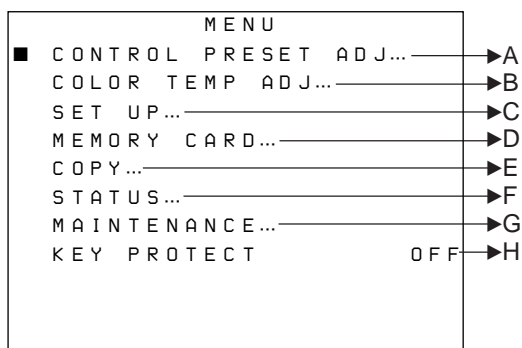 MENU
■ CONTROL PRESET ADJ… A
COLOR TEMP ADJ… B
SET UP… C
MEMORY CARD… D
COPY… E
STATUS… F
MAINTENANCE… G
KEY PROTECT OFF H